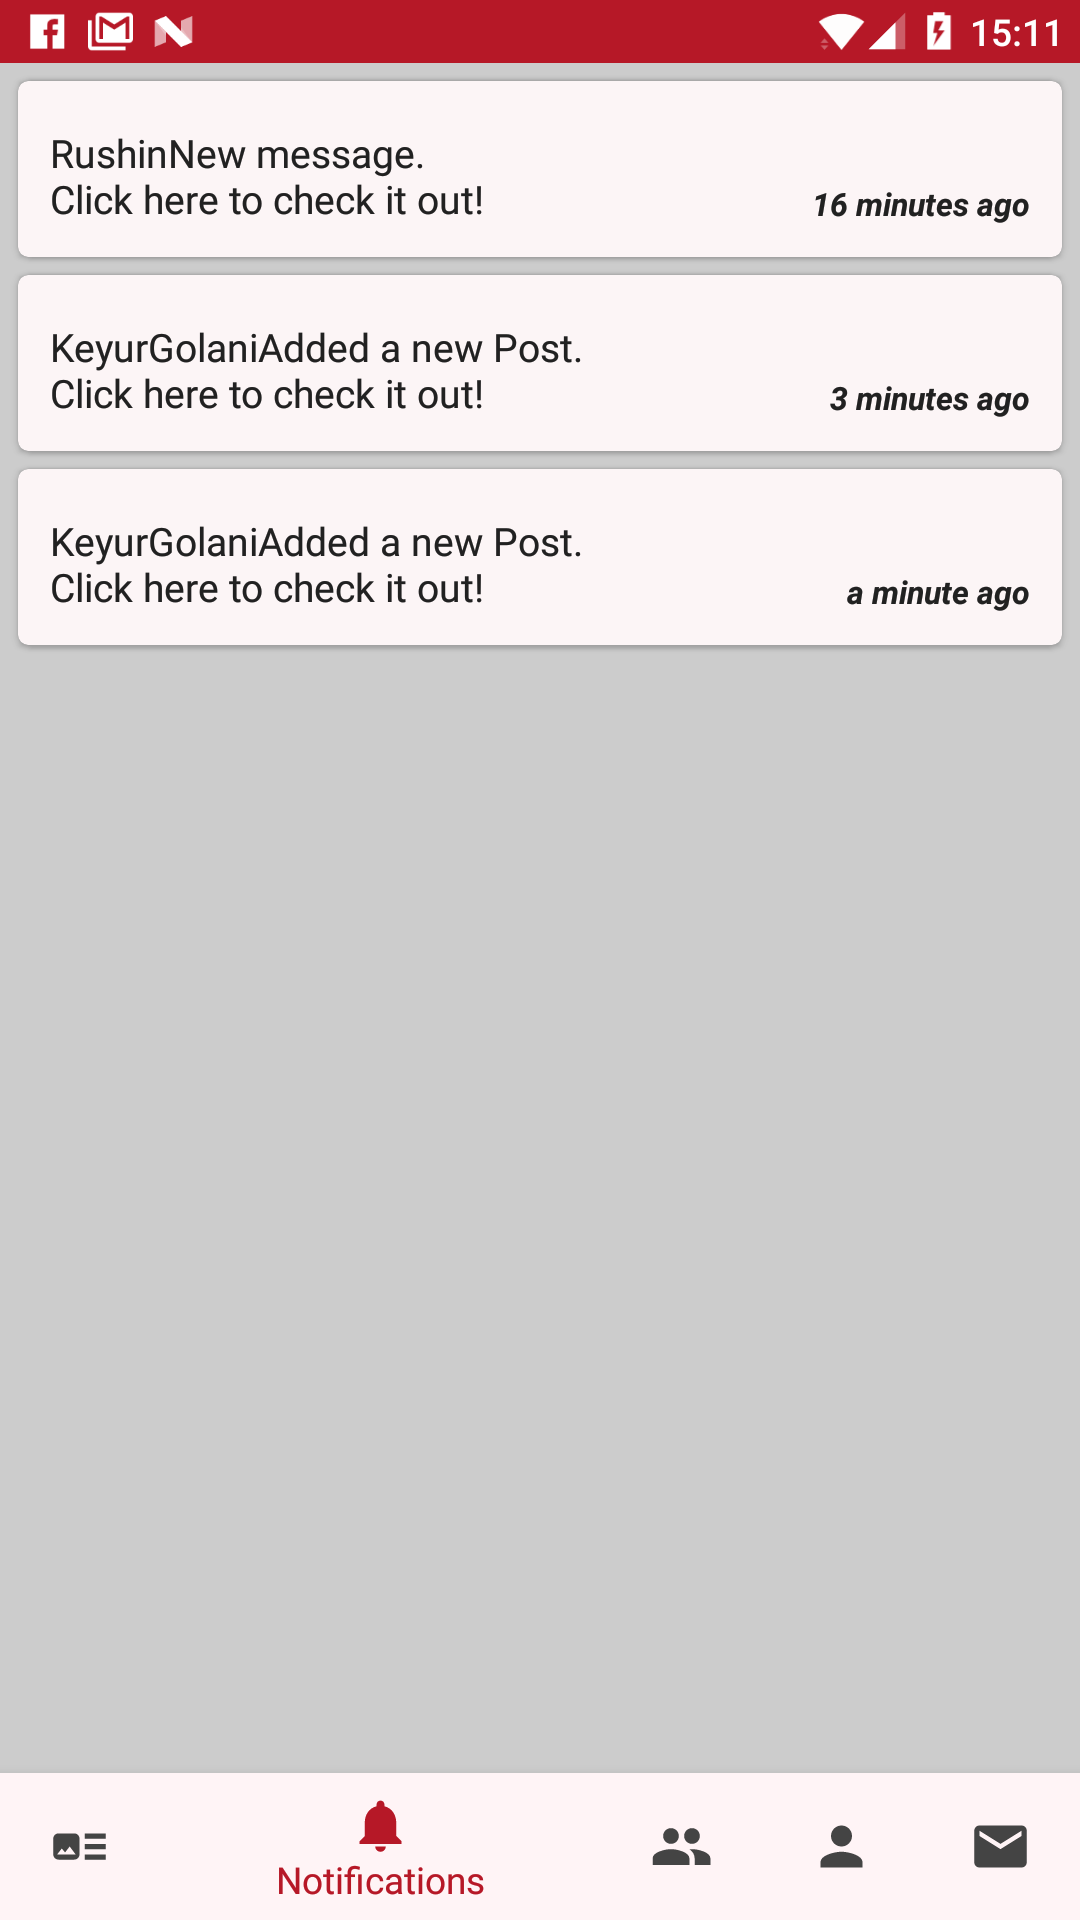 15:11
RushinNew message.
Click here to check it out!
16 minutes ago
KeyurGolaniAdded a new Post.
Click here to check it out!
3 minutes ago
KeyurGolaniAdded a new Post.
Click here to check it out!
a minute ago
Notifications